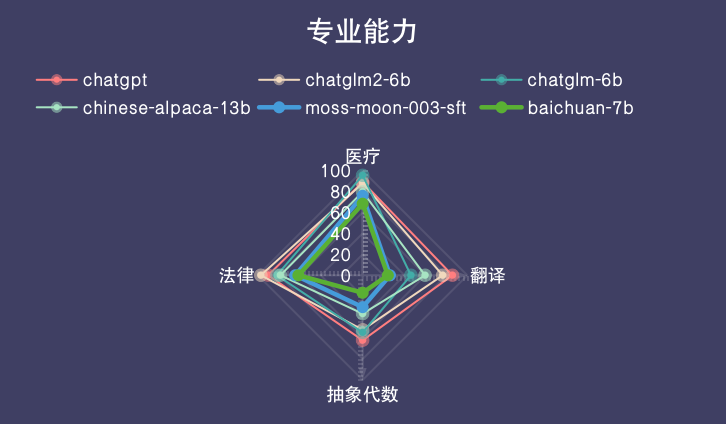 专业能力
chatgpt chatglm2-6b chatglm-6b
chinese-alpaca-13b moss-moon-003-sft baichuan-7b
医疗
100
80
60
40
20
法律 0 翻译
抽象代数